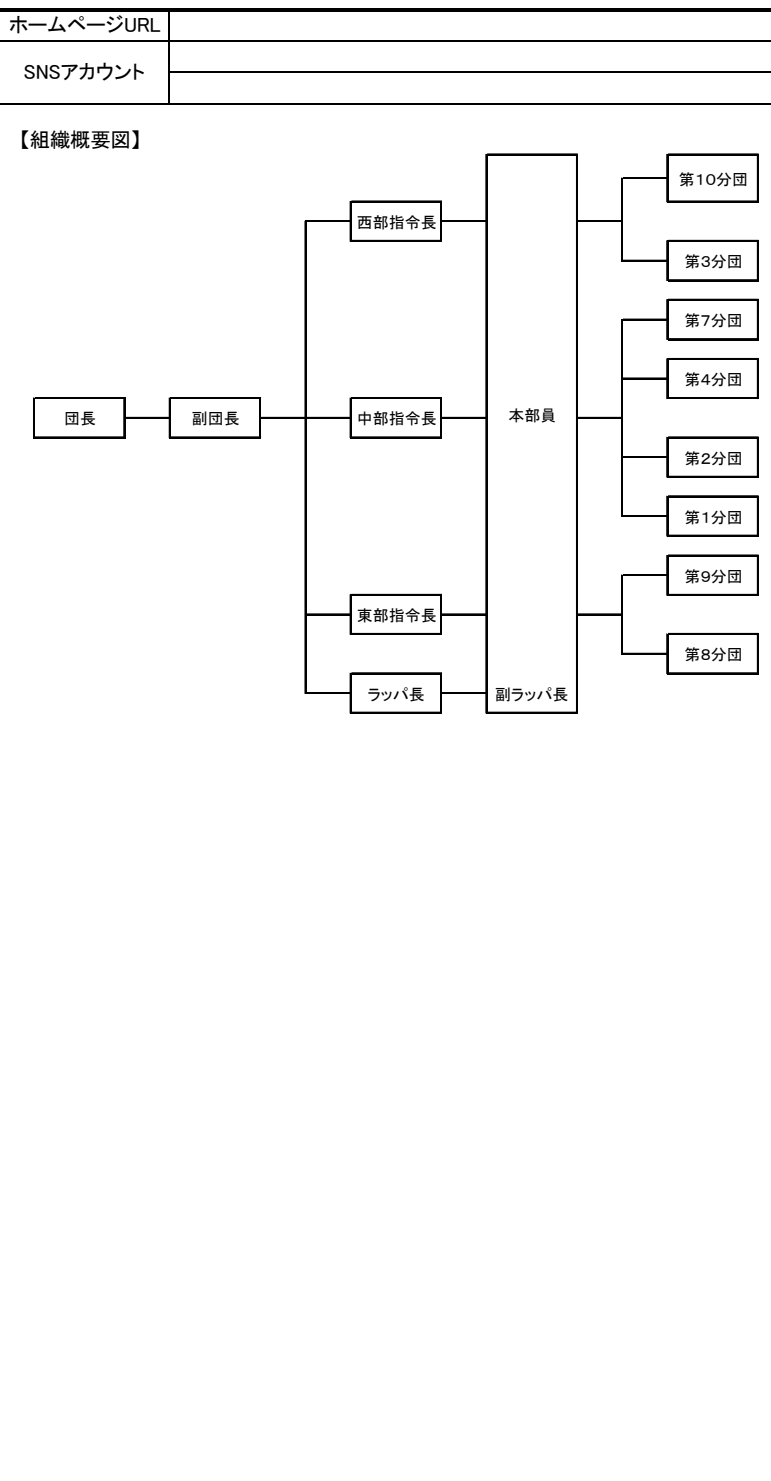 ホームページURL
SNSアカウント
【組織概要図】
第10分団
西部指令長
第3分団
第7分団
第4分団
団長
副団長
中部指令長
本部員
第2分団
第1分団
第9分団
東部指令長
第8分団
ラッパ長
副ラッパ長